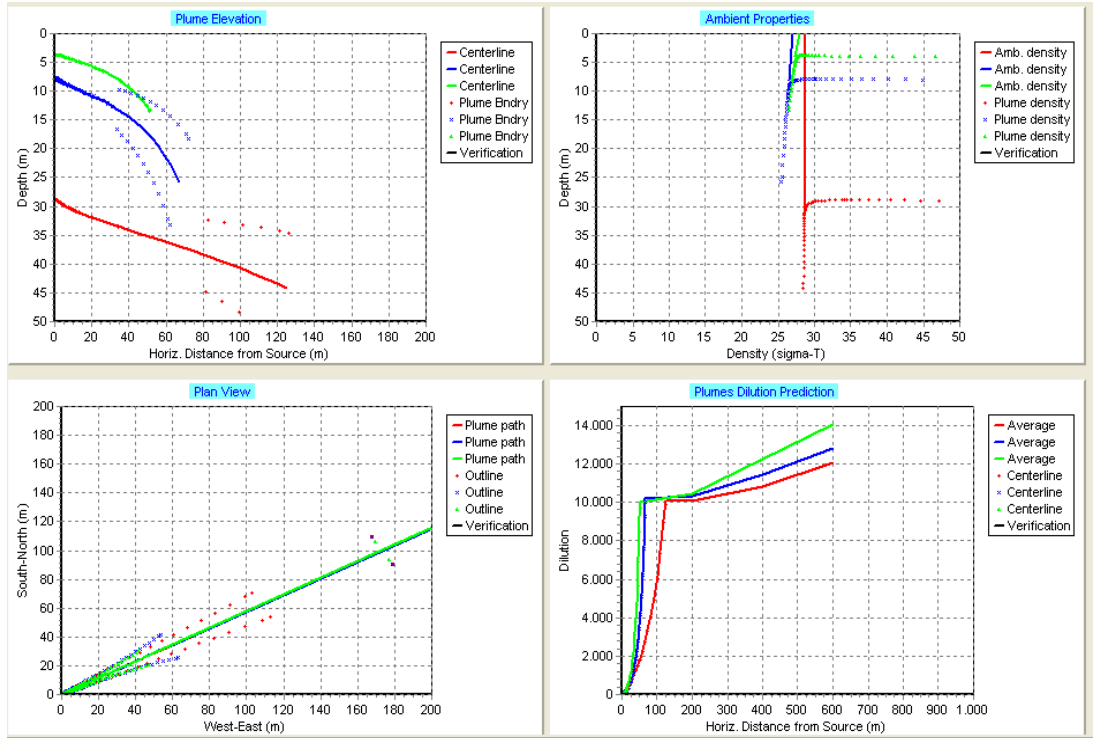 Plume Elevation
0
5
10
15
20
25
30
35
40
45
50
Depth (m)
0 20 40 60 80 100 120 140 160 180 200
Horiz. Distance from Source (m)
Centerline
Centerline
Centerline
Plume Bndry
Plume Bndry
Plume Bndry
Verification
Ambient Properties
0
5
10
15
20
25
30
35
40
45
50
Depth (m)
0 5 10 15 20 25 30 35 40 45 50
Density (sigma-T)
Amb. density
Amb. density
Amb. density
Plume density
Plume density
Plume density
Verification
Plan View
200
180
160
140
120
100
80
60
40
20
0
South-North (m)
0 20 40 60 80 100 120 140 160 180 200
West-East (m)
Plume path
Plume path
Plume path
Outline
Outline
Outline
Verification
Plumes Dilution Prediction
14.000
12.000
10.000
8.000
6.000
4.000
2.000
0
Dilution
0 100 200 300 400 500 600 700 800 900 1.000
Horiz. Distance from Source (m)
Average
Average
Average
Centerline
Centerline
Centerline
Verification